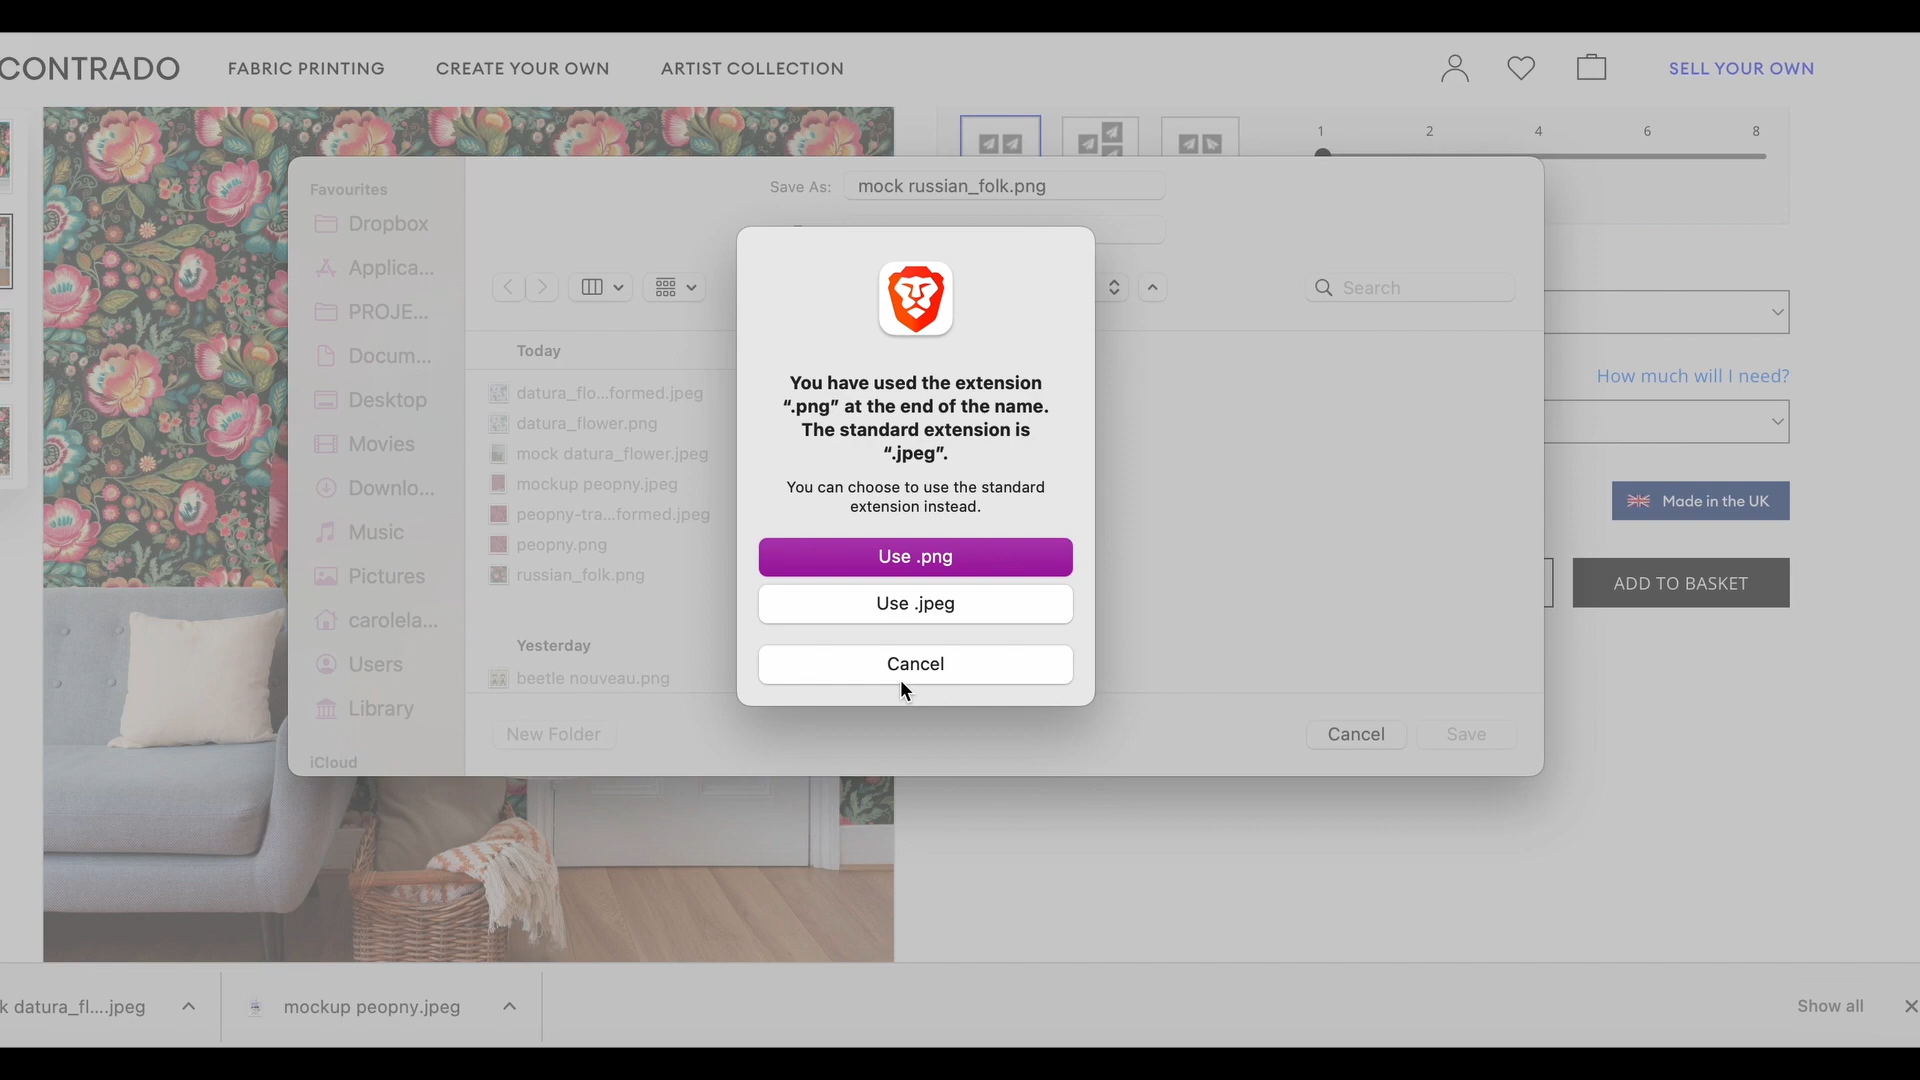 CONTRADO
FABRIC PRINTING
CREATE YOUR OWN
ARTIST COLLECTION
SELL YOUR OWN
1
2
4
6
8
Favourites
Dropbox
Applica...
PROJE...
Docum...
Desktop
Movies
Downlo...
Music
Pictures
carolela...
Users
Library
iCloud
Save As:
mock russian_folk.png
Search
Today
datura_flo...formed.jpeg
datura_flower.png
mock datura_flower.jpeg
mockup peopny.jpeg
peopny-tra...formed.jpeg
peopny.png
russian_folk.png
Yesterday
beetle nouveau.png
New Folder
Cancel
Save
You have used the extension
“.png” at the end of the name.
The standard extension is
“.jpeg”.
You can choose to use the standard
extension instead.
Use .png
Use .jpeg
Cancel
How much will I need?
Made in the UK
ADD TO BASKET
k datura_fl....jpeg
mockup peopny.jpeg
Show all